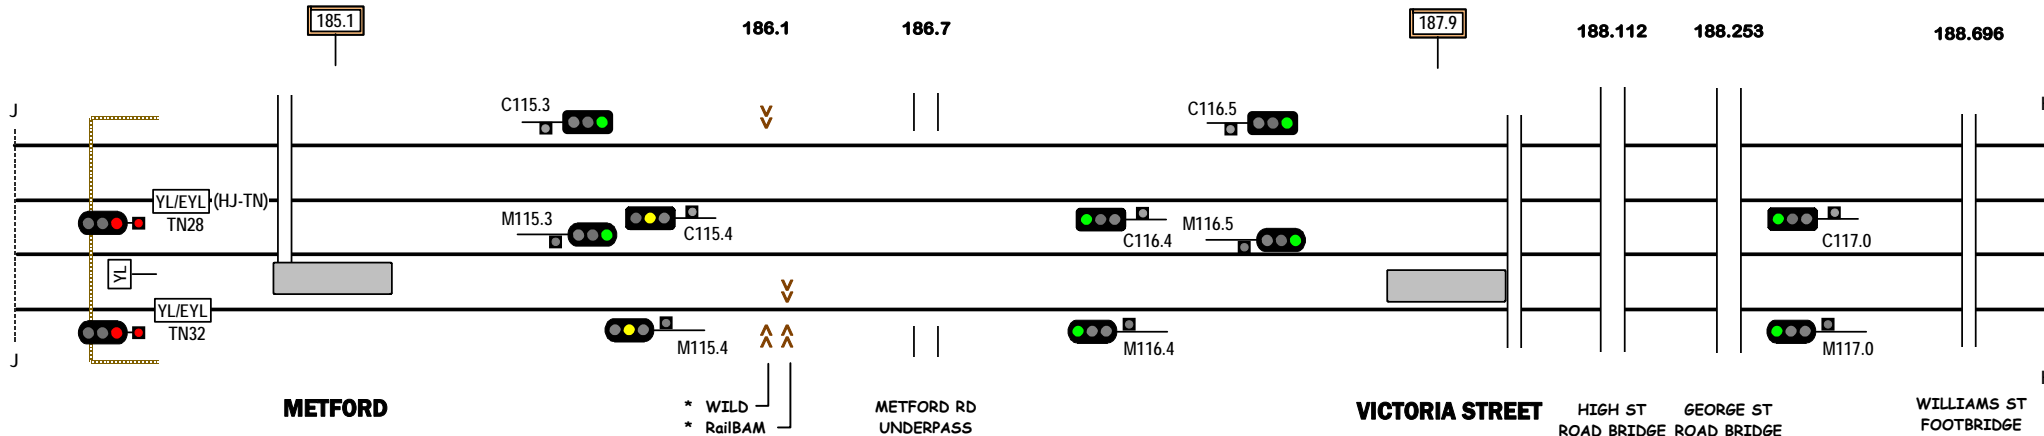 185.1
186.1
186.7
187.9
188.112
188.253
188.696
J
C115.3
C116.5
YL/EYL (HJ-TN)
TN28
M115.3
C115.4
C116.4
M116.5
C117.0
YL
YL/EYL
TN32
M115.4
M116.4
M117.0
J
METFORD
* WILD
* RailBAM
METFORD RD
UNDERPASS
VICTORIA STREET
HIGH ST
ROAD BRIDGE
GEORGE ST
ROAD BRIDGE
WILLIAMS ST
FOOTBRIDGE